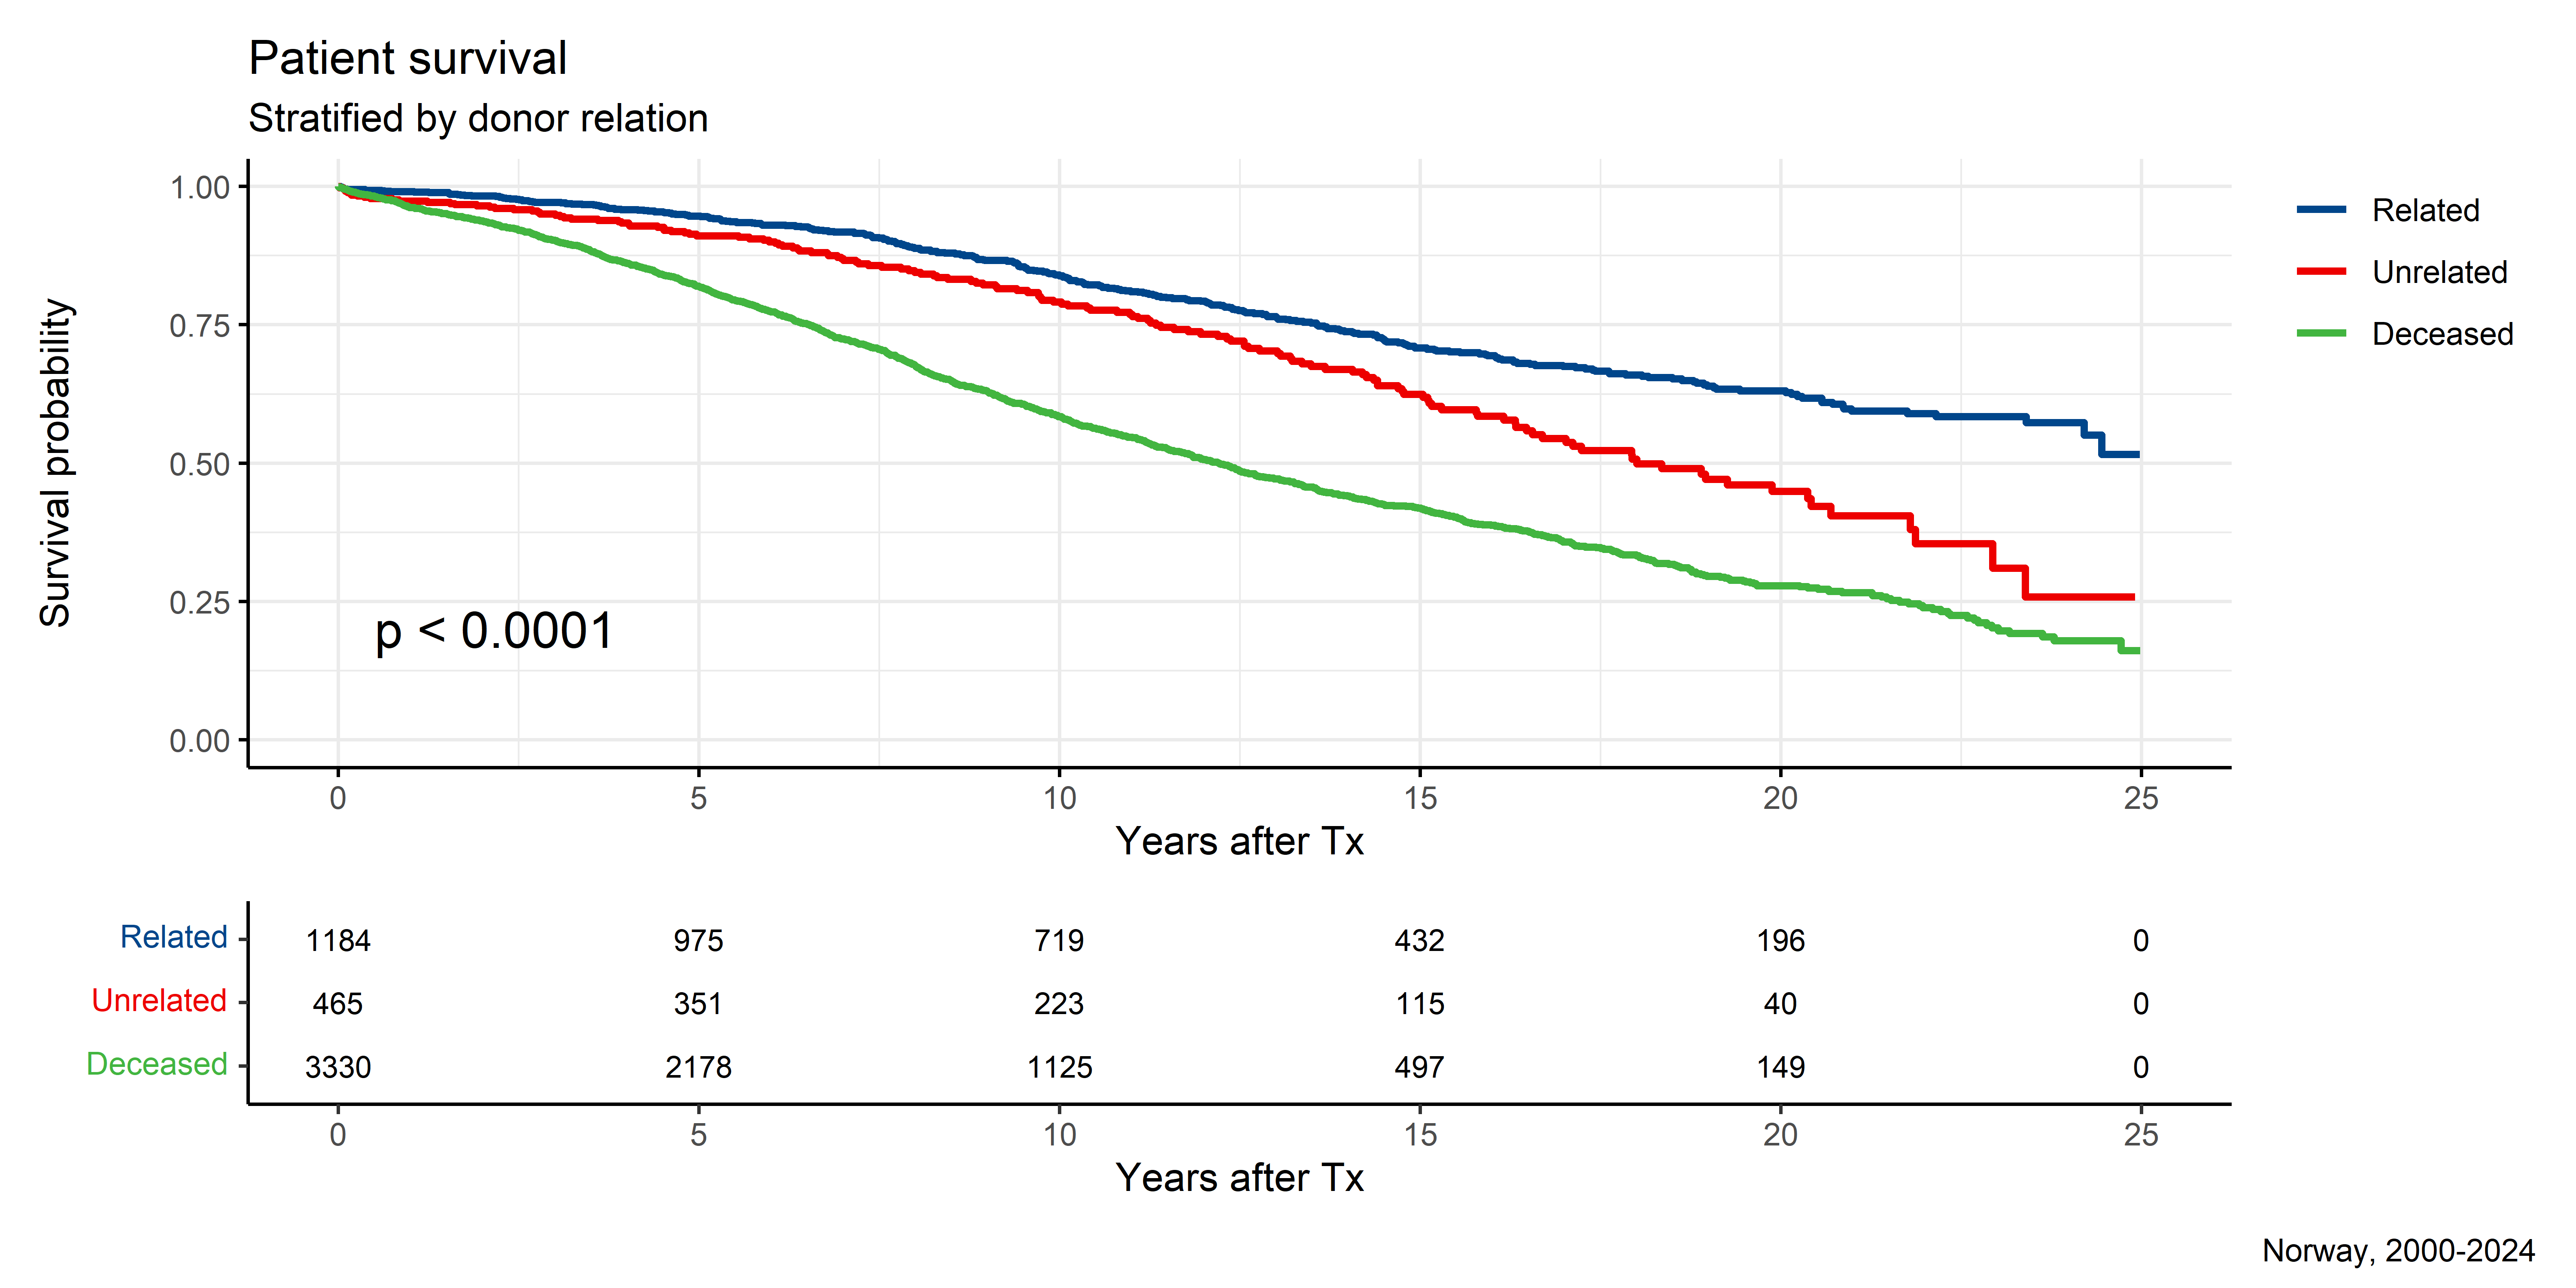 Patient survival
Stratified by donor relation
Survival probability
1.00
0.75
0.50
0.25
0.00
p < 0.0001
0 5 10 15 20 25
Years after Tx
Related
Unrelated
Deceased
Related 1184 975 719 432 196 0
Unrelated 465 351 223 115 40 0
Deceased 3330 2178 1125 497 149 0
0 5 10 15 20 25
Years after Tx
Norway, 2000-2024